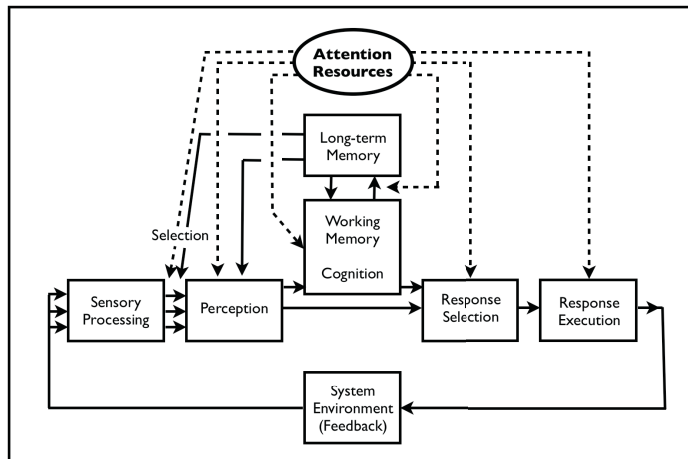 Attention
Resources
Long-term
Memory
Selection
Working
Memory
Cognition
Sensory
Processing
Perception
Response
Selection
Response
Execution
System
Environment
(Feedback)